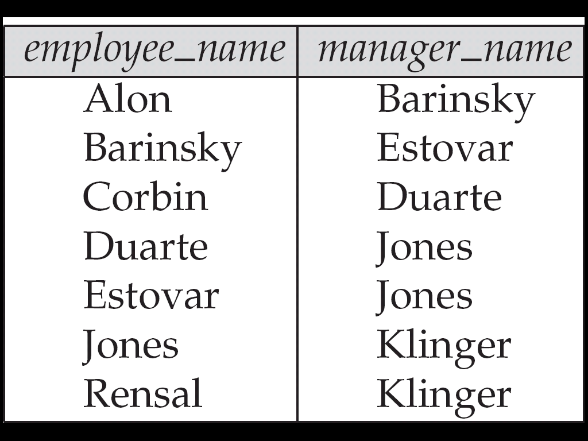 employee_name manager_name
Alon Barinsky
Barinsky Estovar
Corbin Duarte
Duarte Jones
Estovar Jones
Jones Klinger
Rensal Klinger